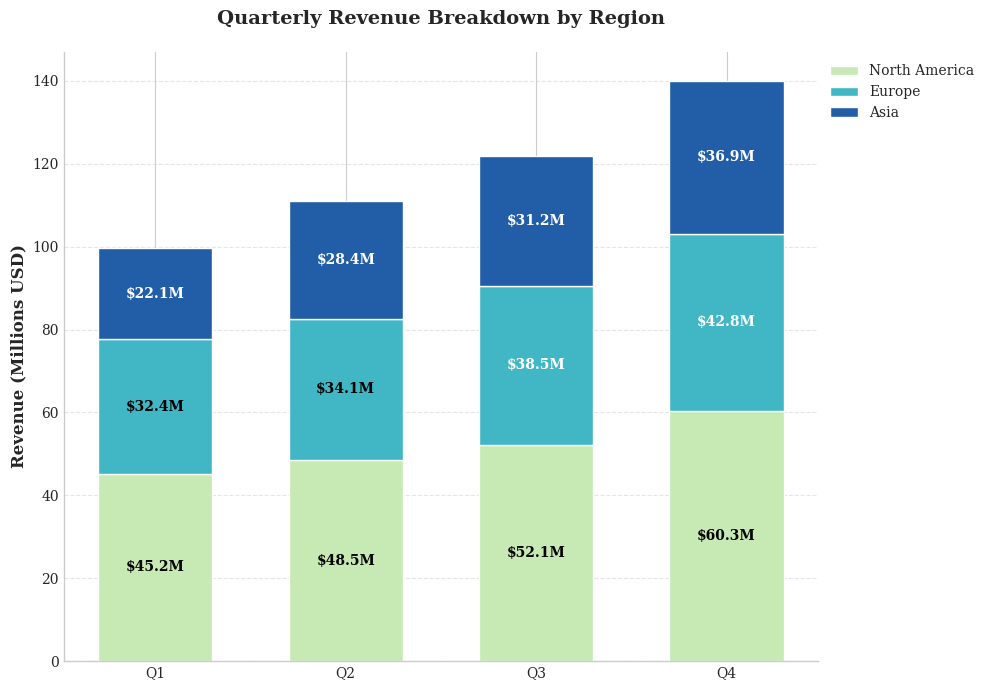 Quarterly Revenue Breakdown by Region
North America
Europe
Asia
Revenue (Millions USD)
140
120
100
80
60
40
20
0
$22.1M
$32.4M
$45.2M
$28.4M
$34.1M
$48.5M
$31.2M
$38.5M
$52.1M
$36.9M
$42.8M
$60.3M
Q1 Q2 Q3 Q4